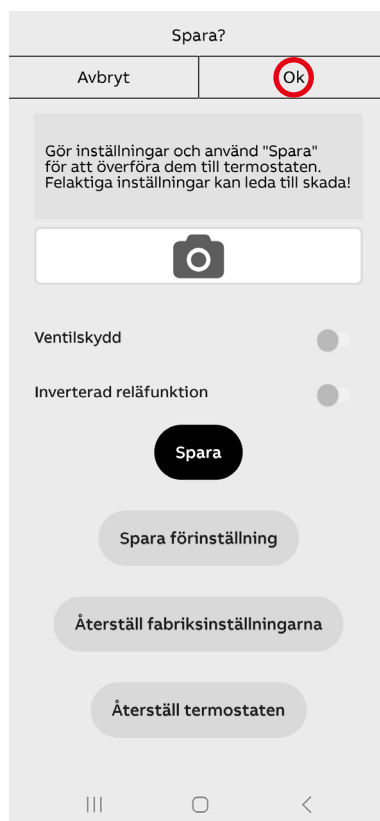 Spara?
Avbryt
Ok
Gör inställningar och använd "Spara"
för att överföra dem till termostaten.
Felaktiga inställningar kan leda till skada!
Ventilskydd
Inverterad reläfunktion
Spara
Spara förinställning
Återställ fabriksinställningarna
Återställ termostaten